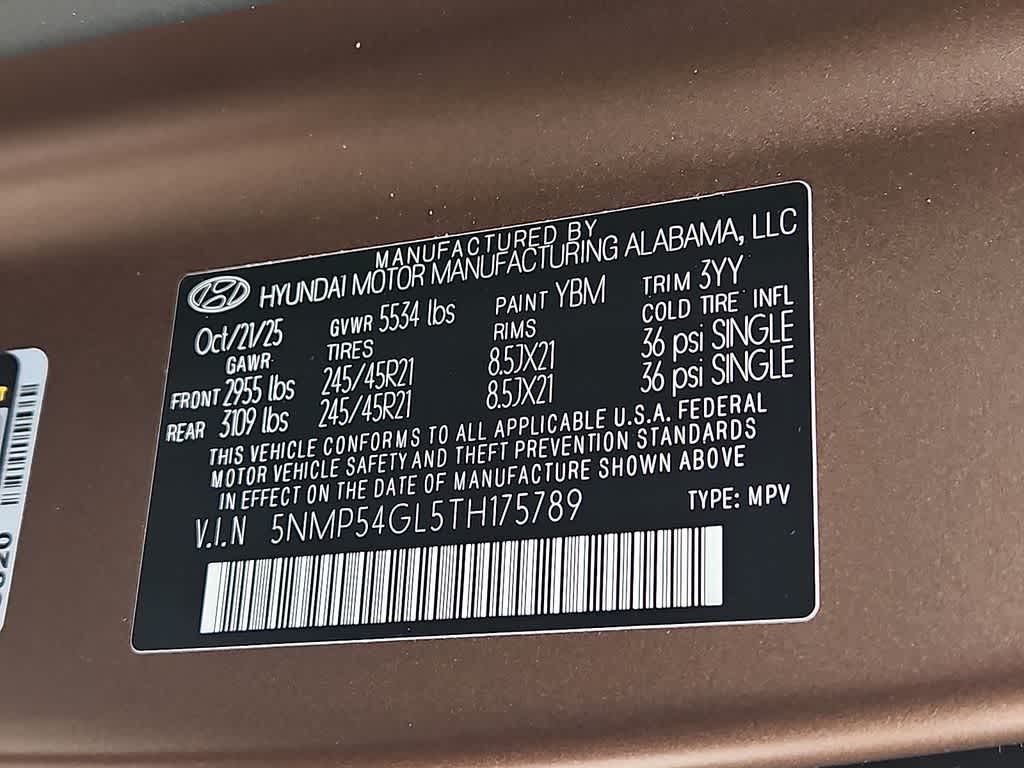 MANUFACTURED BY
HYUNDAI MOTOR MANUFACTURING ALABAMA, LLC
Oct/21/25 GVWR 5534 lbs PAINT YBM TRIM 3YY
GAWR TIRES RIMS COLD TIRE INFL
FRONT 2955 lbs 245/45R21 8.5JX21 36 psi SINGLE
REAR 3109 lbs 245/45R21 8.5JX21 36 psi SINGLE
THIS VEHICLE CONFORMS TO ALL APPLICABLE U.S.A. FEDERAL
MOTOR VEHICLE SAFETY AND THEFT PREVENTION STANDARDS
IN EFFECT ON THE DATE OF MANUFACTURE SHOWN ABOVE
V.I.N 5NMP54GL5TH175789 TYPE: MPV